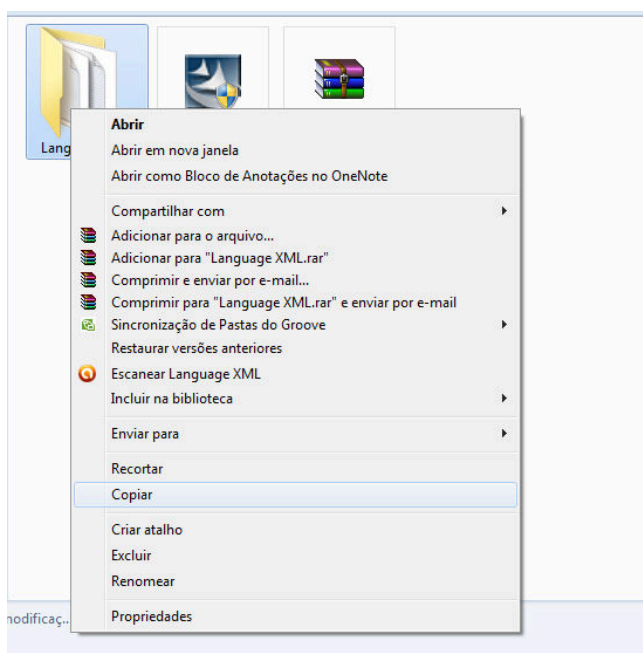 Lang
Abrir
Abrir em nova janela
Abrir como Bloco de Anotações no OneNote
Compartilhar com
Adicionar para o arquivo...
Adicionar para "Language XML.rar"
Comprimir e enviar por e-mail...
Comprimir para "Language XML.rar" e enviar por e-mail
Sincronização de Pastas do Groove
Restaurar versões anteriores
Escanear Language XML
Incluir na biblioteca
Enviar para
Recortar
Copiar
Criar atalho
Excluir
Renomear
Propriedades
modificaç...